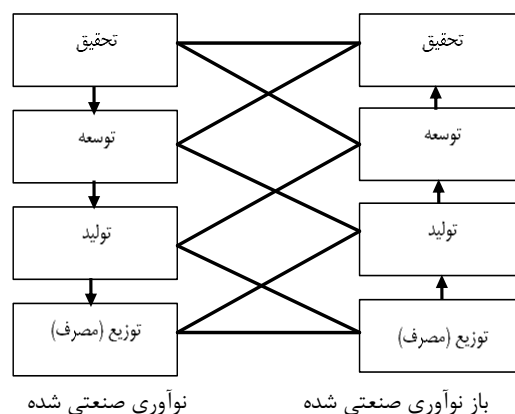 تحقیق
توسعه
تولید
توزیع (مصرف)
باز نوآوری صنعتی شده
تحقیق
توسعه
تولید
توزیع (مصرف)
نوآوری صنعتی شده